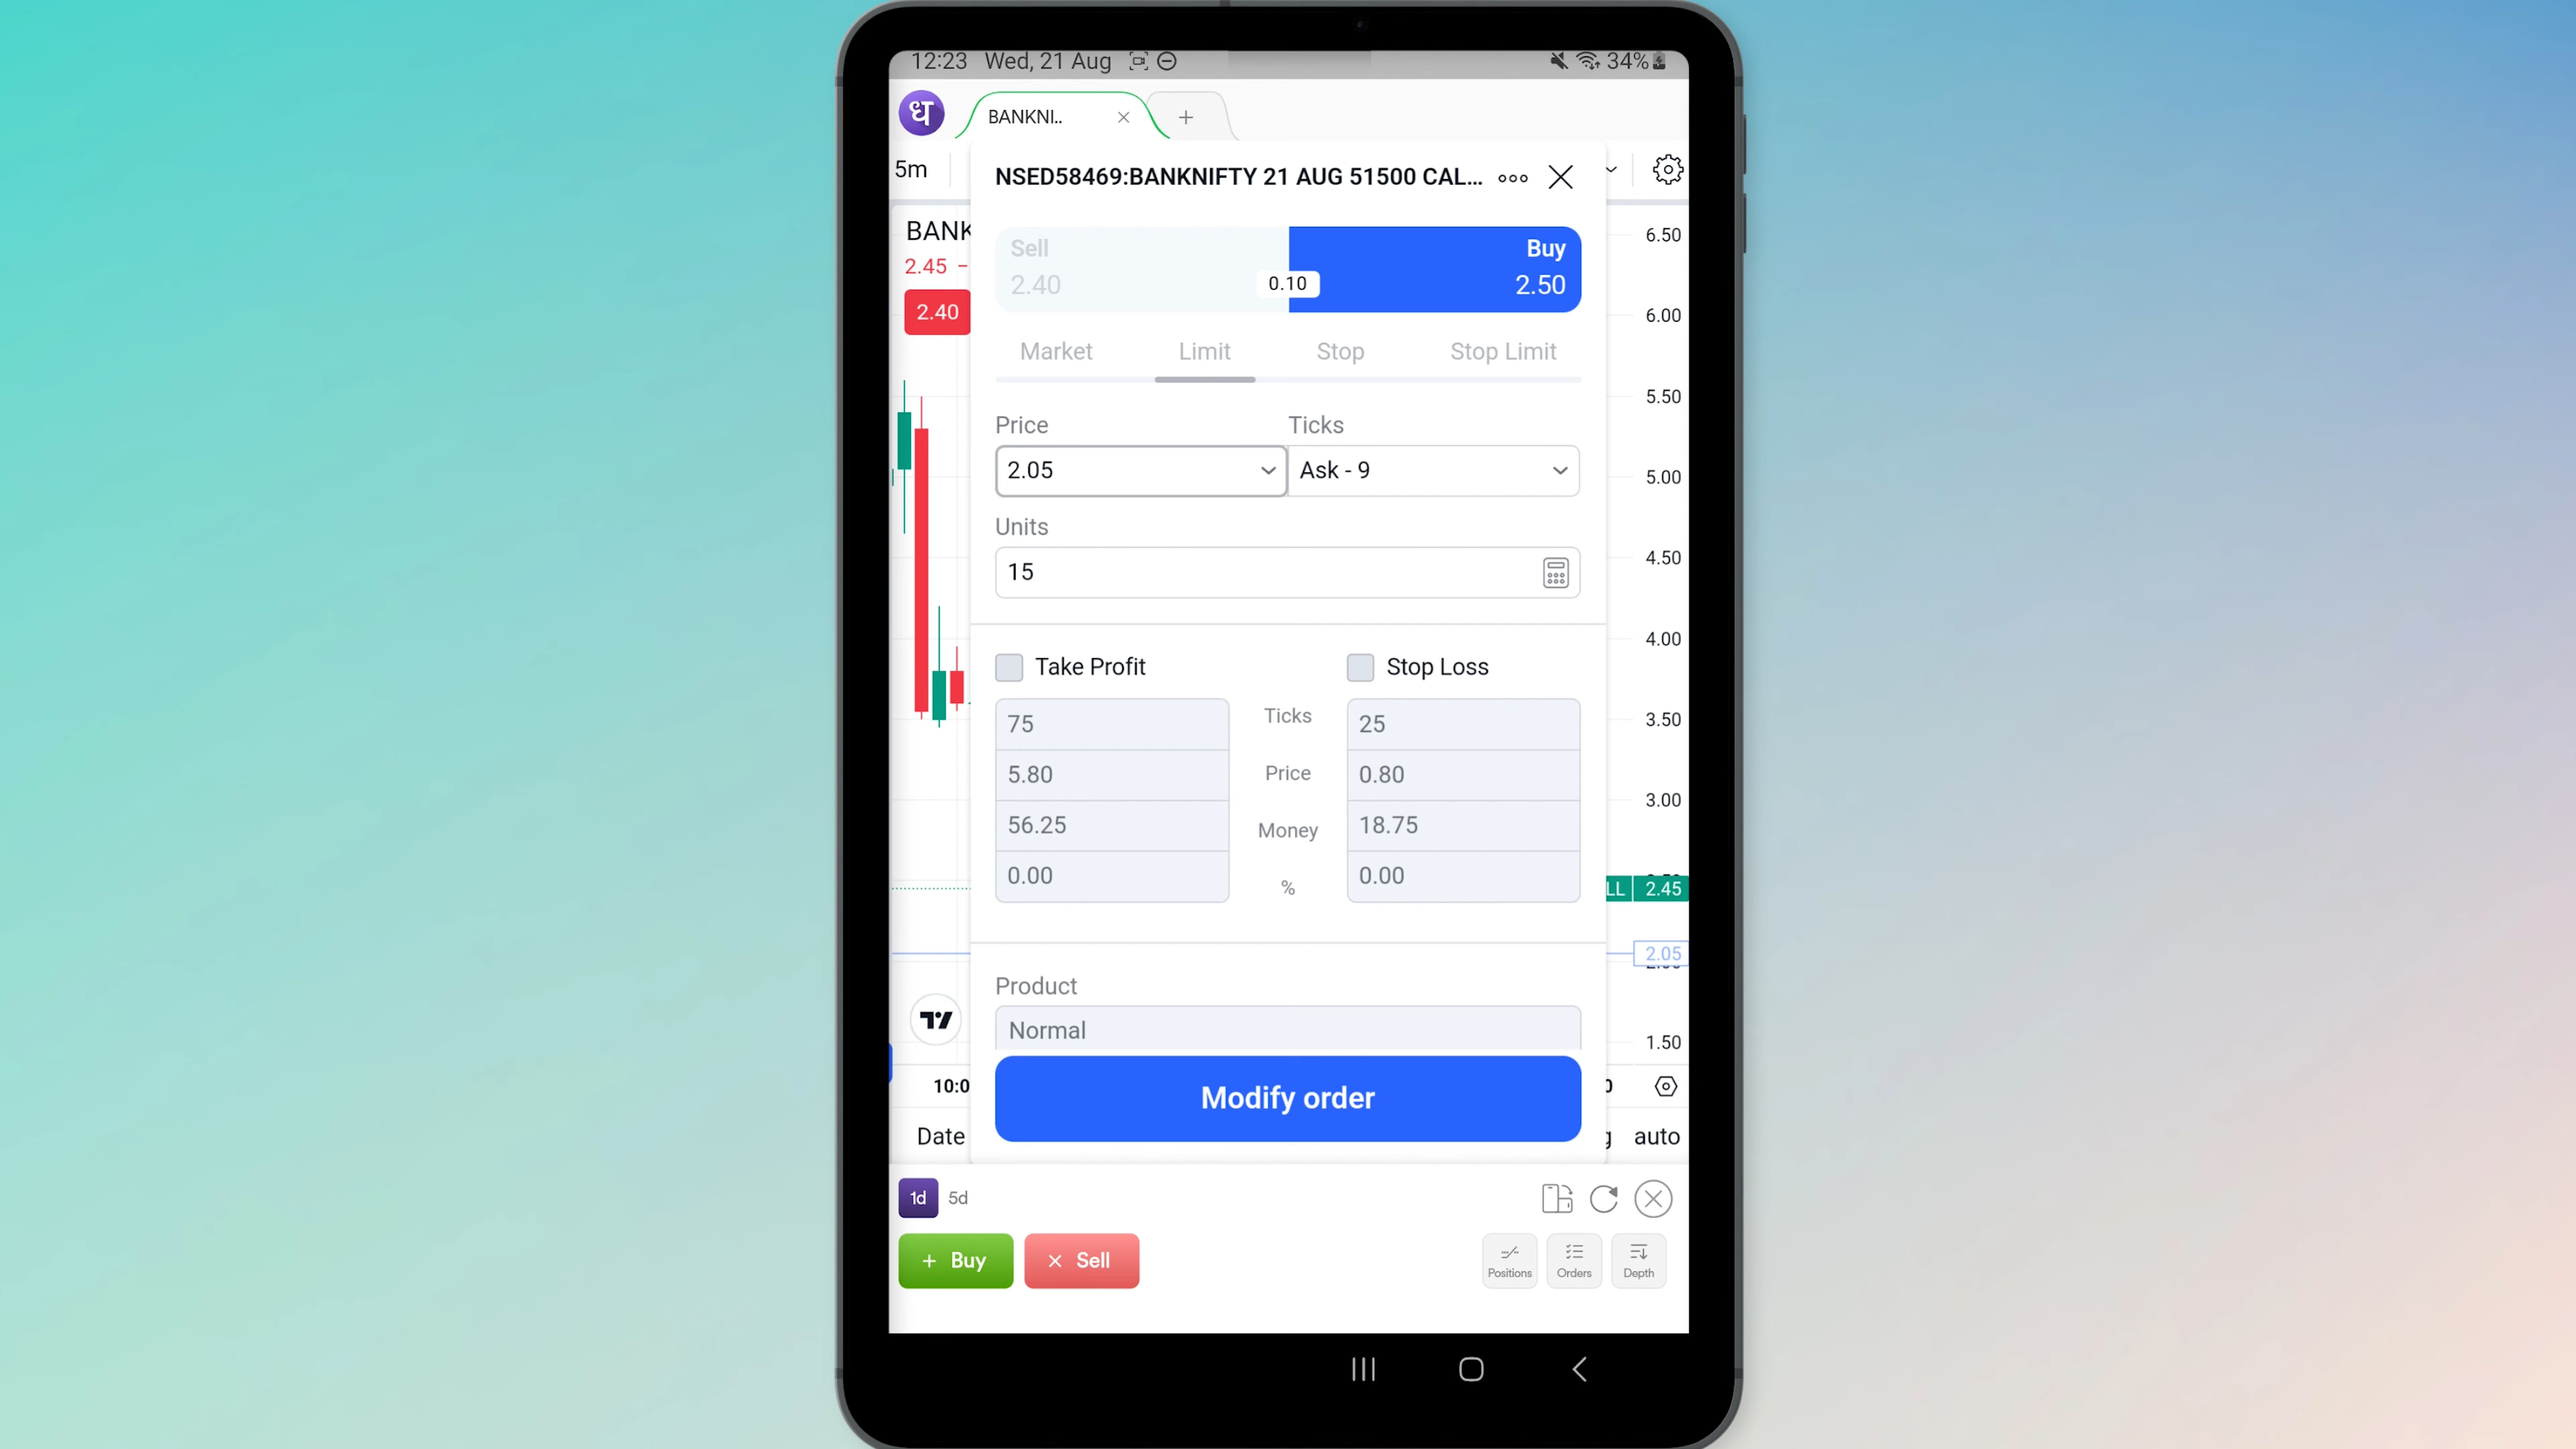 12:23 Wed, 21 Aug
34%
ध
BANKNI..
×
+
5m
NSED58469:BANKNIFTY 21 AUG 51500 CAL...
BANK
2.45 −
2.40
Sell
2.40
0.10
Buy
2.50
Market
Limit
Stop
Stop Limit
Price
Ticks
2.05
Ask - 9
Units
15
Take Profit
Stop Loss
75
Ticks
25
5.80
Price
0.80
56.25
Money
18.75
0.00
%
0.00
Product
Normal
Modify order
6.50
6.00
5.50
5.00
4.50
4.00
3.50
3.00
LL 2.45
2.05
1.50
10:0
0
Date
g
auto
1d 5d
+ Buy
× Sell
Positions
Orders
Depth